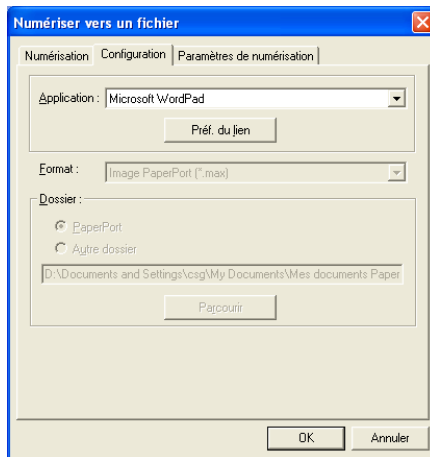 Numériser vers un fichier
Numérisation Configuration Paramètres de numérisation
Application : Microsoft WordPad
Préf. du lien
Format : Image PaperPort (*.max)
Dossier :
PaperPort
Autre dossier
D:\Documents and Settings\csg\My Documents\Mes documents Paper
Parcourir
OK Annuler